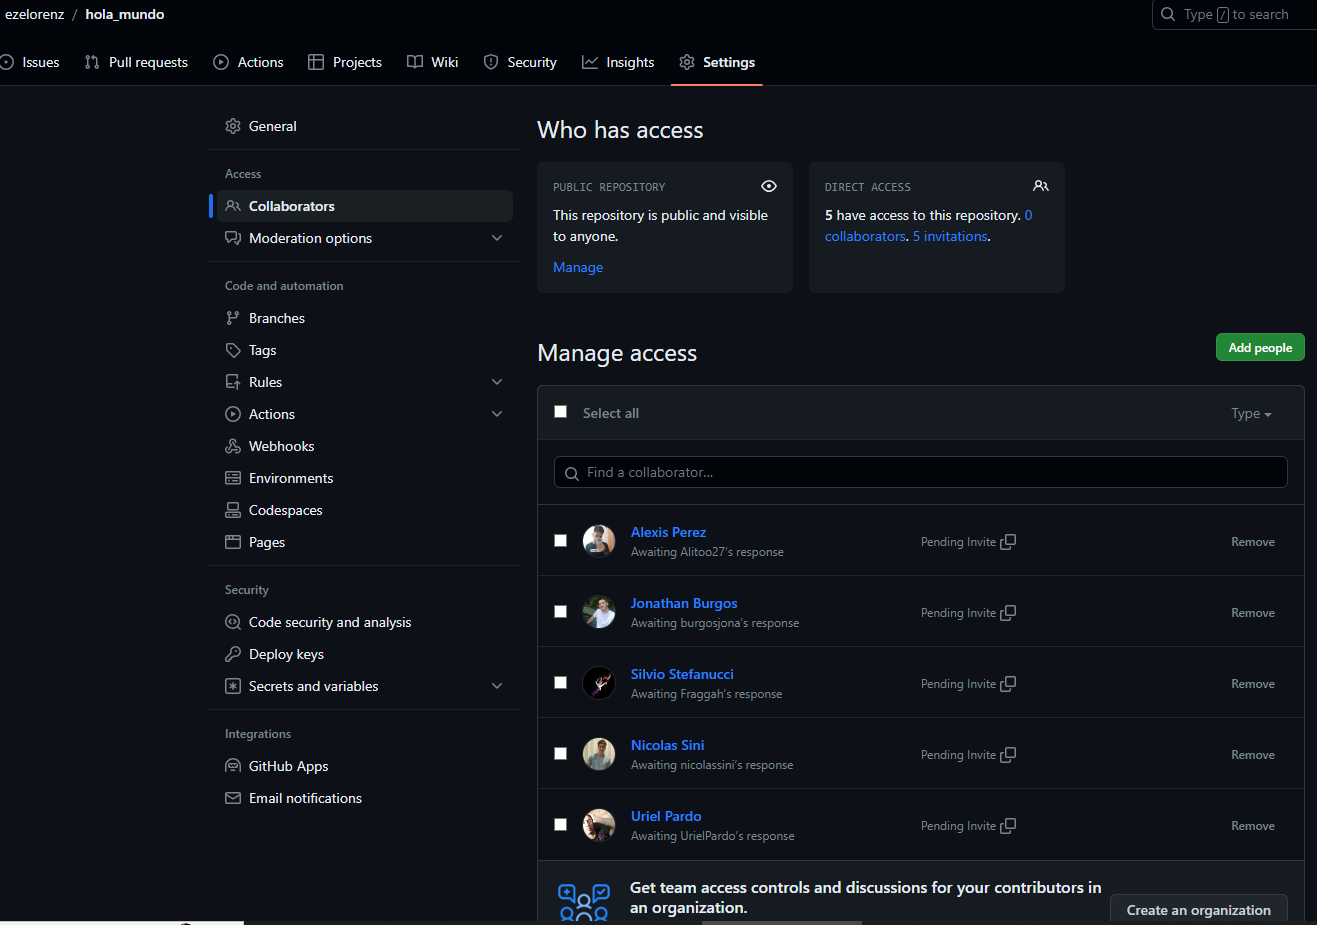 ezelorenz / hola_mundo
Type / to search
Issues
Pull requests
Actions
Projects
Wiki
Security
Insights
Settings
General
Access
Collaborators
Moderation options
Code and automation
Branches
Tags
Rules
Actions
Webhooks
Environments
Codespaces
Pages
Security
Code security and analysis
Deploy keys
Secrets and variables
Integrations
GitHub Apps
Email notifications
Who has access
PUBLIC REPOSITORY
This repository is public and visible
to anyone.
Manage
DIRECT ACCESS
5 have access to this repository. 0
collaborators. 5 invitations.
Manage access
Add people
Select all
Type
Find a collaborator...
Alexis Perez
Awaiting Alitoo27's response
Pending Invite
Remove
Jonathan Burgos
Awaiting burgosjona's response
Pending Invite
Remove
Silvio Stefanucci
Awaiting Fraggah's response
Pending Invite
Remove
Nicolas Sini
Awaiting nicolassini's response
Pending Invite
Remove
Uriel Pardo
Awaiting UrielPardo's response
Pending Invite
Remove
Get team access controls and discussions for your contributors in
an organization.
Create an organization